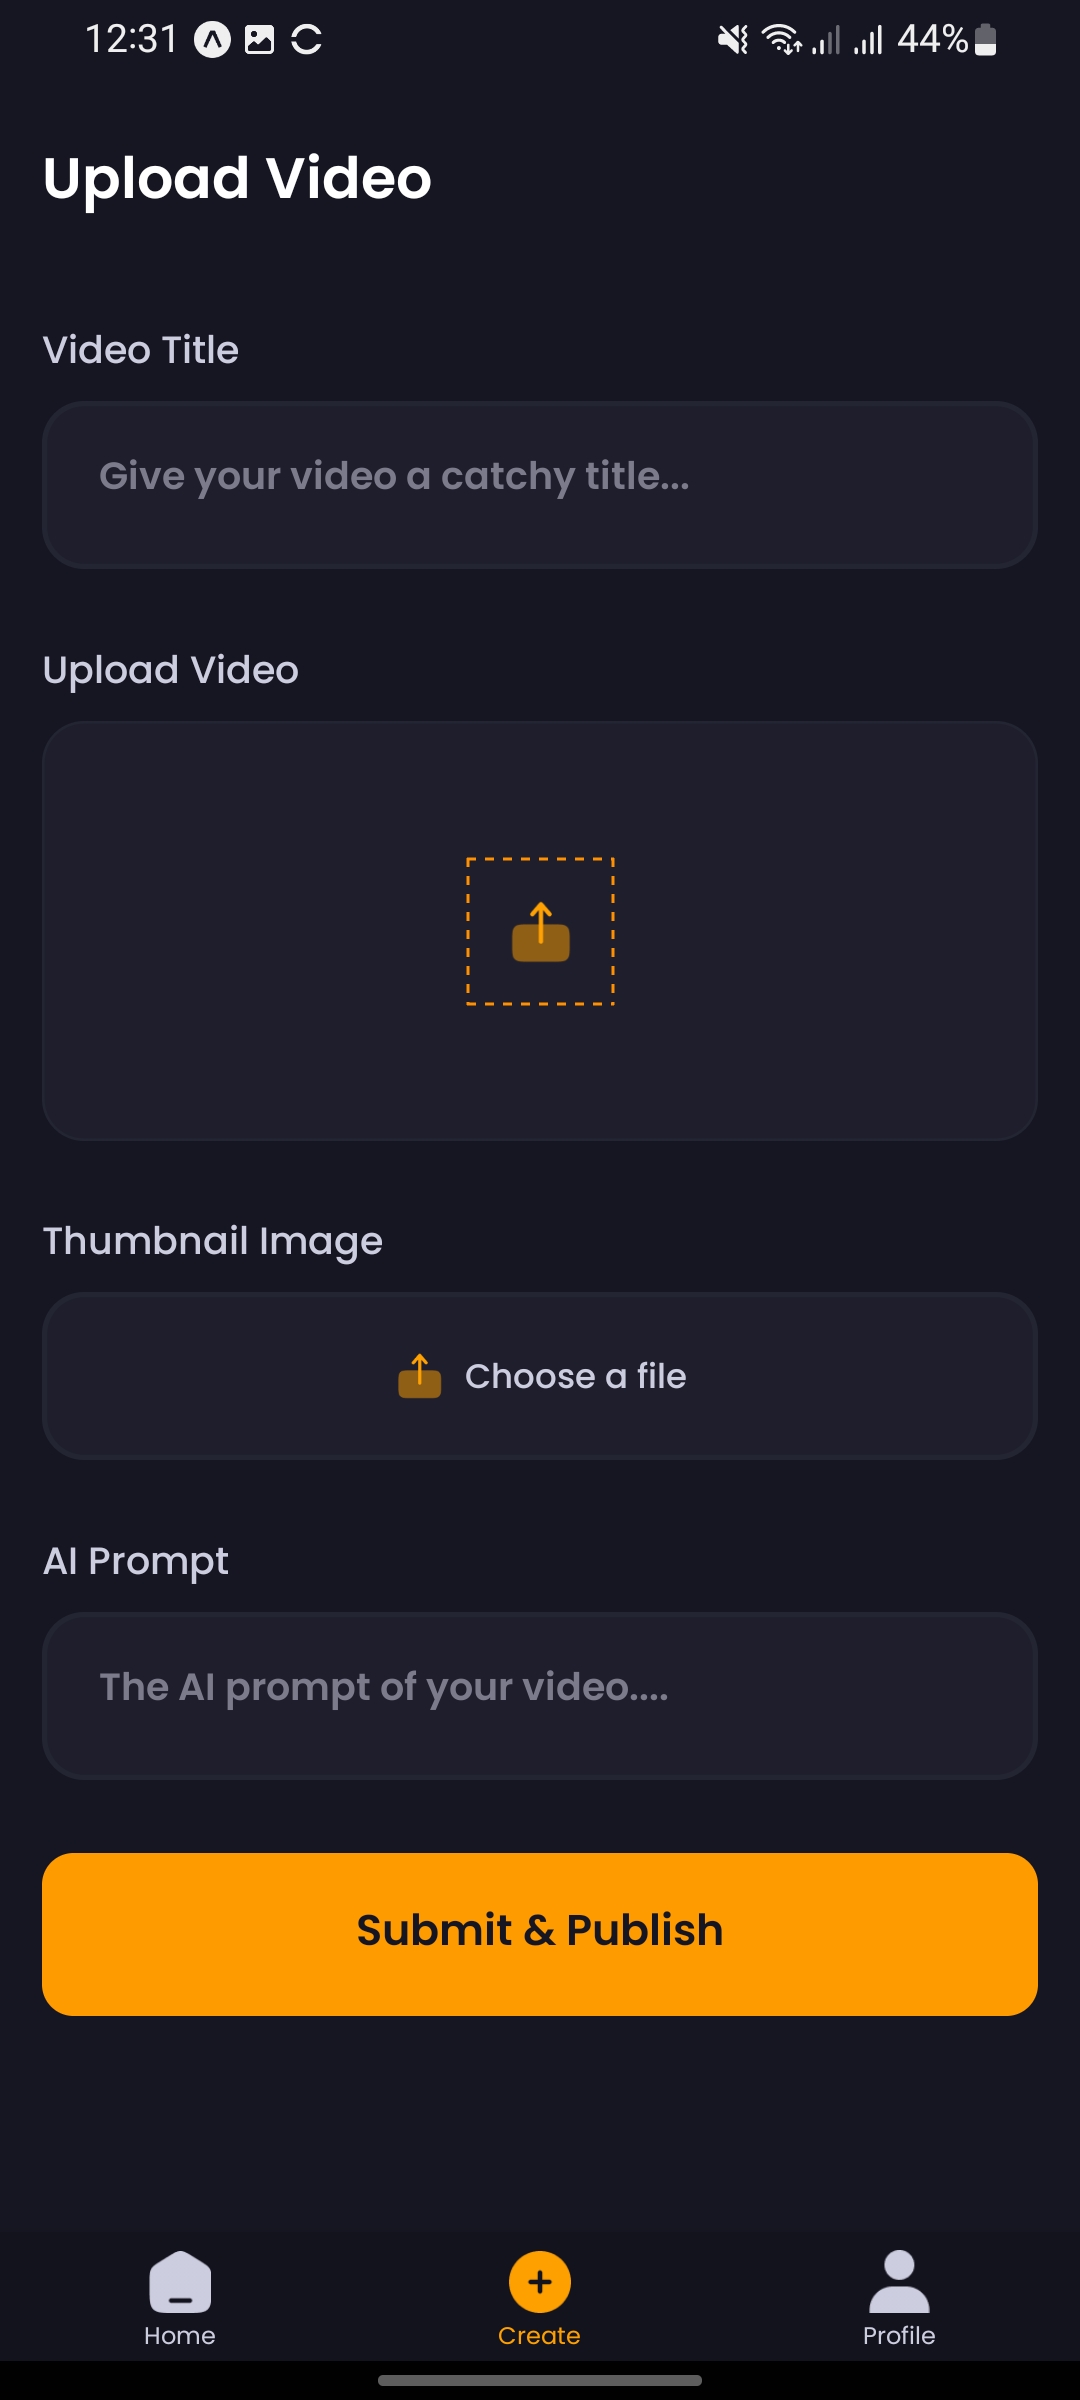 12:31
44%
Upload Video
Video Title
Give your video a catchy title...
Upload Video
Thumbnail Image
Choose a file
AI Prompt
The AI prompt of your video....
Submit & Publish
Home
Create
Profile